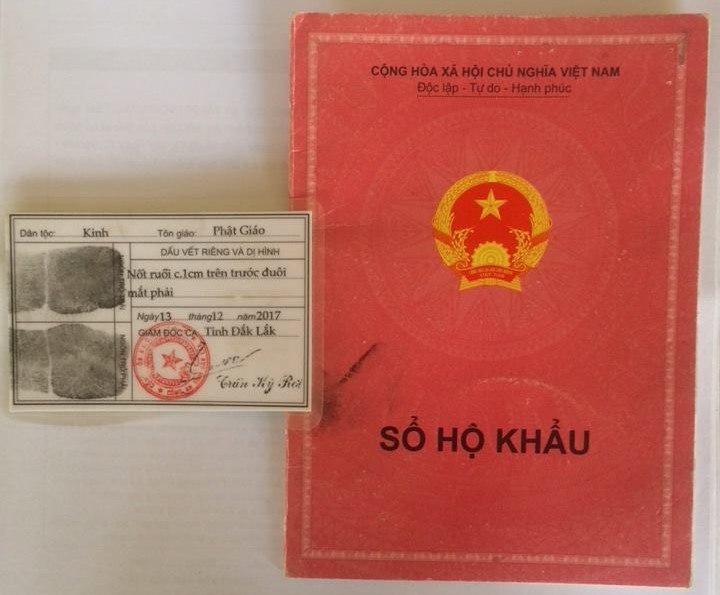 Dân tộc: Kinh Tôn giáo: Phật Giáo
DẤU VẾT RIÊNG VÀ DỊ HÌNH
Nốt ruồi c.1cm trên trước đuôi
mắt phải
Ngày 13 tháng 12 năm 2017
GIÁM ĐỐC CA Tỉnh Đắk Lắk
Trần Kỳ Rơi
CỘNG HÒA XÃ HỘI CHỦ NGHĨA VIỆT NAM
Độc lập - Tự do - Hạnh phúc
VIỆT NAM
SỔ HỘ KHẨU